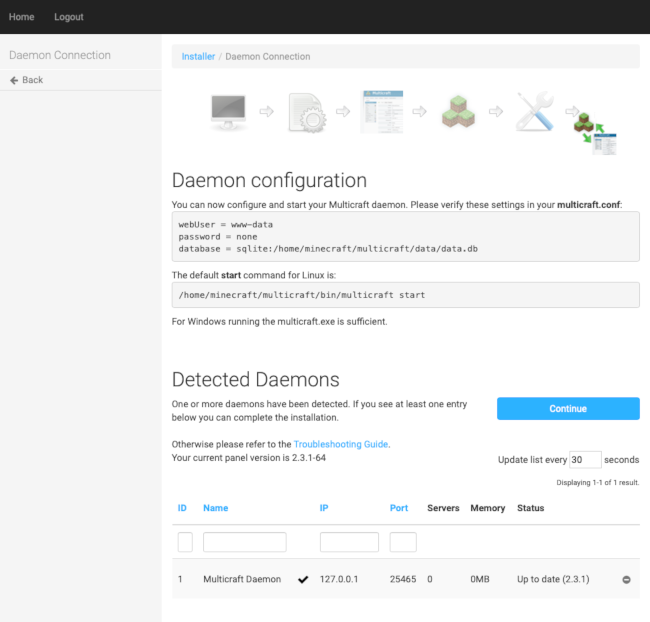 Home Logout
Daemon Connection
Back
Installer / Daemon Connection
Multicraft
Daemon configuration
You can now configure and start your Multicraft daemon. Please verify these settings in your multicraft.conf:
webUser = www-data
password = none
database = sqlite:/home/minecraft/multicraft/data/data.db
The default start command for Linux is:
/home/minecraft/multicraft/bin/multicraft start
For Windows running the multicraft.exe is sufficient.
Detected Daemons
One or more daemons have been detected. If you see at least one entry
below you can complete the installation.
Continue
Otherwise please refer to the Troubleshooting Guide.
Your current panel version is 2.3.1-64
Update list every 30 seconds
Displaying 1-1 of 1 result.
ID Name IP Port Servers Memory Status
1 Multicraft Daemon 127.0.0.1 25465 0 0MB Up to date (2.3.1)